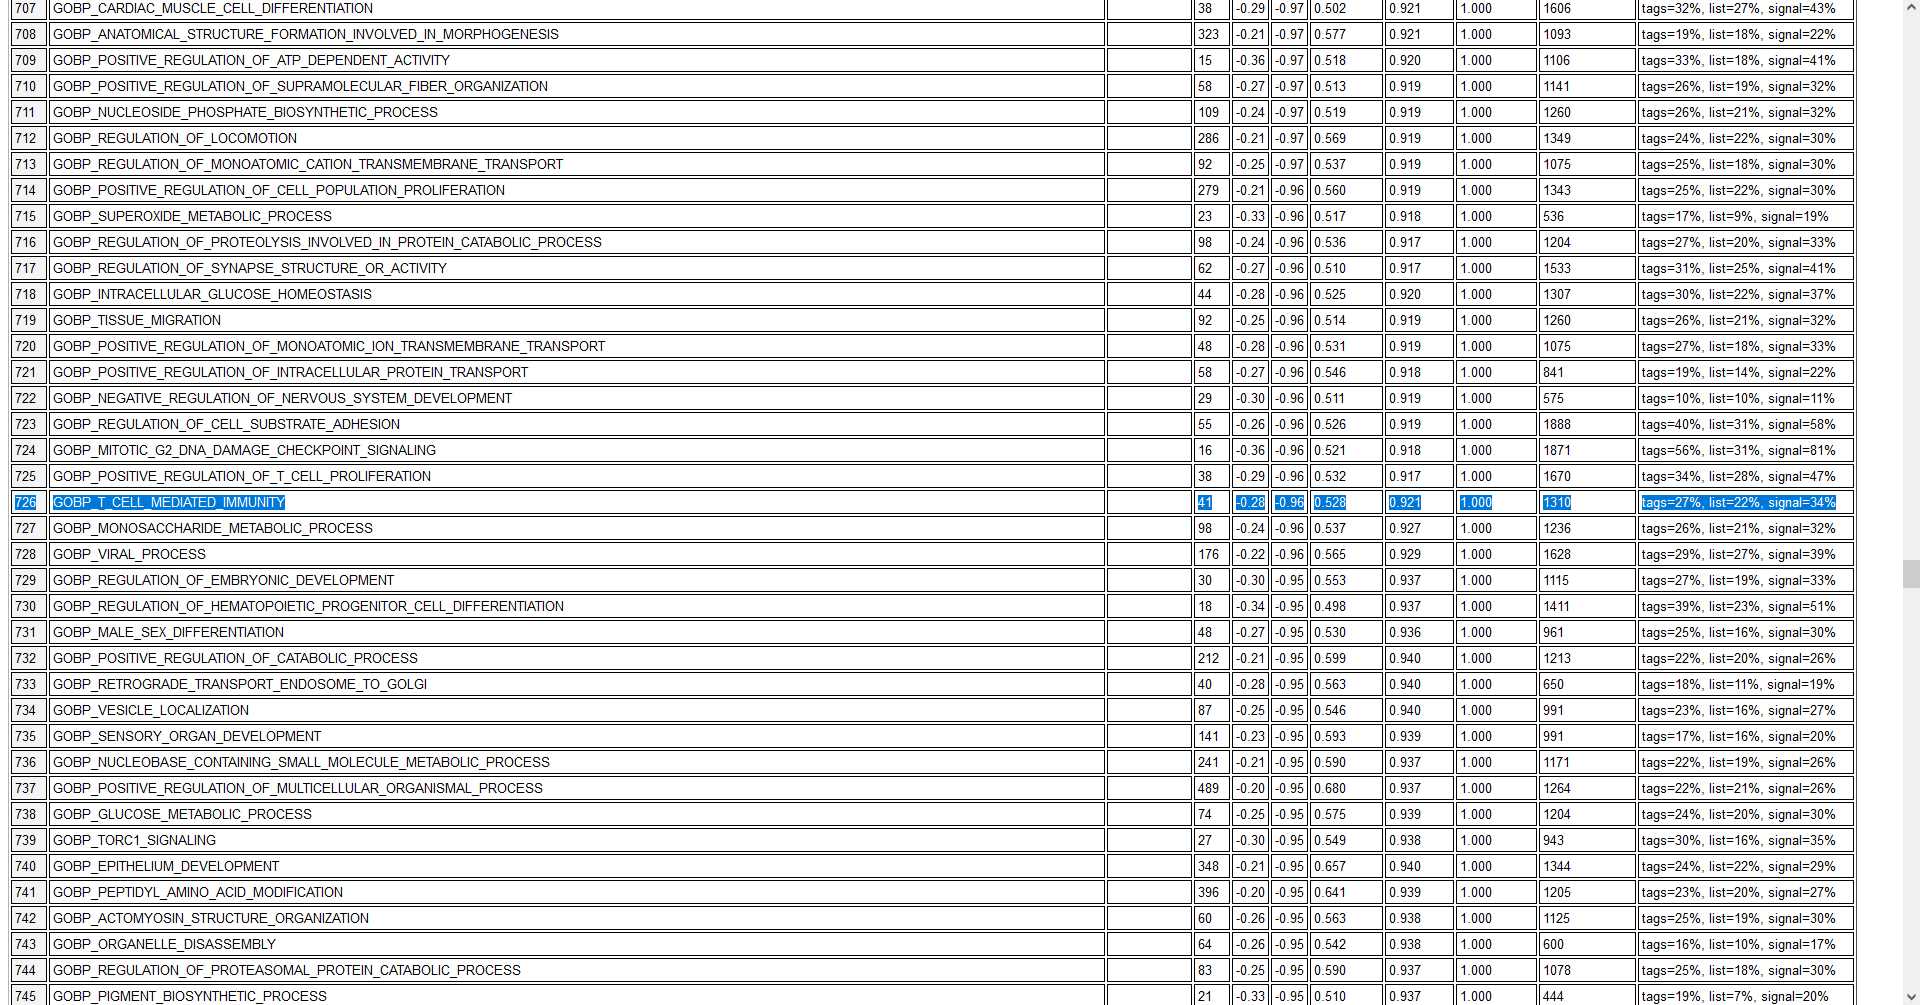 707 GOBP_CARDIAC_MUSCLE_CELL_DIFFERENTIATION 38 -0.29 -0.97 0.502 0.921 1.000 1606 tags=32%, list=27%, signal=43%
708 GOBP_ANATOMICAL_STRUCTURE_FORMATION_INVOLVED_IN_MORPHOGENESIS 323 -0.21 -0.97 0.577 0.921 1.000 1093 tags=19%, list=18%, signal=22%
709 GOBP_POSITIVE_REGULATION_OF_ATP_DEPENDENT_ACTIVITY 15 -0.36 -0.97 0.518 0.920 1.000 1106 tags=33%, list=18%, signal=41%
710 GOBP_POSITIVE_REGULATION_OF_SUPRAMOLECULAR_FIBER_ORGANIZATION 58 -0.27 -0.97 0.513 0.919 1.000 1141 tags=26%, list=19%, signal=32%
711 GOBP_NUCLEOSIDE_PHOSPHATE_BIOSYNTHETIC_PROCESS 109 -0.24 -0.97 0.519 0.919 1.000 1260 tags=26%, list=21%, signal=32%
712 GOBP_REGULATION_OF_LOCOMOTION 286 -0.21 -0.97 0.569 0.919 1.000 1349 tags=24%, list=22%, signal=30%
713 GOBP_REGULATION_OF_MONOATOMIC_CATION_TRANSMEMBRANE_TRANSPORT 92 -0.25 -0.97 0.537 0.919 1.000 1075 tags=25%, list=18%, signal=30%
714 GOBP_POSITIVE_REGULATION_OF_CELL_POPULATION_PROLIFERATION 279 -0.21 -0.96 0.560 0.919 1.000 1343 tags=25%, list=22%, signal=30%
715 GOBP_SUPEROXIDE_METABOLIC_PROCESS 23 -0.33 -0.96 0.517 0.918 1.000 536 tags=17%, list=9%, signal=19%
716 GOBP_REGULATION_OF_PROTEOLYSIS_INVOLVED_IN_PROTEIN_CATABOLIC_PROCESS 98 -0.24 -0.96 0.536 0.917 1.000 1204 tags=27%, list=20%, signal=33%
717 GOBP_REGULATION_OF_SYNAPSE_STRUCTURE_OR_ACTIVITY 62 -0.27 -0.96 0.510 0.917 1.000 1533 tags=31%, list=25%, signal=41%
718 GOBP_INTRACELLULAR_GLUCOSE_HOMEOSTASIS 44 -0.28 -0.96 0.525 0.920 1.000 1307 tags=30%, list=22%, signal=37%
719 GOBP_TISSUE_MIGRATION 92 -0.25 -0.96 0.514 0.919 1.000 1260 tags=26%, list=21%, signal=32%
720 GOBP_POSITIVE_REGULATION_OF_MONOATOMIC_ION_TRANSMEMBRANE_TRANSPORT 48 -0.28 -0.96 0.531 0.919 1.000 1075 tags=27%, list=18%, signal=33%
721 GOBP_POSITIVE_REGULATION_OF_INTRACELLULAR_PROTEIN_TRANSPORT 58 -0.27 -0.96 0.546 0.918 1.000 841 tags=19%, list=14%, signal=22%
722 GOBP_NEGATIVE_REGULATION_OF_NERVOUS_SYSTEM_DEVELOPMENT 29 -0.30 -0.96 0.511 0.919 1.000 575 tags=10%, list=10%, signal=11%
723 GOBP_REGULATION_OF_CELL_SUBSTRATE_ADHESION 55 -0.26 -0.96 0.526 0.919 1.000 1888 tags=40%, list=31%, signal=58%
724 GOBP_MITOTIC_G2_DNA_DAMAGE_CHECKPOINT_SIGNALING 16 -0.36 -0.96 0.521 0.918 1.000 1871 tags=56%, list=31%, signal=81%
725 GOBP_POSITIVE_REGULATION_OF_T_CELL_PROLIFERATION 38 -0.29 -0.96 0.532 0.917 1.000 1670 tags=34%, list=28%, signal=47%
726 GOBP_T_CELL_MEDIATED_IMMUNITY 41 -0.28 -0.96 0.528 0.921 1.000 1310 tags=27%, list=22%, signal=34%
727 GOBP_MONOSACCHARIDE_METABOLIC_PROCESS 98 -0.24 -0.96 0.537 0.927 1.000 1236 tags=26%, list=21%, signal=32%
728 GOBP_VIRAL_PROCESS 176 -0.22 -0.96 0.565 0.929 1.000 1628 tags=29%, list=27%, signal=39%
729 GOBP_REGULATION_OF_EMBRYONIC_DEVELOPMENT 30 -0.30 -0.95 0.553 0.937 1.000 1115 tags=27%, list=19%, signal=33%
730 GOBP_REGULATION_OF_HEMATOPOIETIC_PROGENITOR_CELL_DIFFERENTIATION 18 -0.34 -0.95 0.498 0.937 1.000 1411 tags=39%, list=23%, signal=51%
731 GOBP_MALE_SEX_DIFFERENTIATION 48 -0.27 -0.95 0.530 0.936 1.000 961 tags=25%, list=16%, signal=30%
732 GOBP_POSITIVE_REGULATION_OF_CATABOLIC_PROCESS 212 -0.21 -0.95 0.599 0.940 1.000 1213 tags=22%, list=20%, signal=26%
733 GOBP_RETROGRADE_TRANSPORT_ENDOSOME_TO_GOLGI 40 -0.28 -0.95 0.563 0.940 1.000 650 tags=18%, list=11%, signal=19%
734 GOBP_VESICLE_LOCALIZATION 87 -0.25 -0.95 0.546 0.940 1.000 991 tags=23%, list=16%, signal=27%
735 GOBP_SENSORY_ORGAN_DEVELOPMENT 141 -0.23 -0.95 0.593 0.939 1.000 991 tags=17%, list=16%, signal=20%
736 GOBP_NUCLEOBASE_CONTAINING_SMALL_MOLECULE_METABOLIC_PROCESS 241 -0.21 -0.95 0.590 0.937 1.000 1171 tags=22%, list=19%, signal=26%
737 GOBP_POSITIVE_REGULATION_OF_MULTICELLULAR_ORGANISMAL_PROCESS 489 -0.20 -0.95 0.680 0.937 1.000 1264 tags=22%, list=21%, signal=26%
738 GOBP_GLUCOSE_METABOLIC_PROCESS 74 -0.25 -0.95 0.575 0.939 1.000 1204 tags=24%, list=20%, signal=30%
739 GOBP_TORC1_SIGNALING 27 -0.30 -0.95 0.549 0.938 1.000 943 tags=30%, list=16%, signal=35%
740 GOBP_EPITHELIUM_DEVELOPMENT 348 -0.21 -0.95 0.657 0.940 1.000 1344 tags=24%, list=22%, signal=29%
741 GOBP_PEPTIDYL_AMINO_ACID_MODIFICATION 396 -0.20 -0.95 0.641 0.939 1.000 1205 tags=23%, list=20%, signal=27%
742 GOBP_ACTOMYOSIN_STRUCTURE_ORGANIZATION 60 -0.26 -0.95 0.563 0.938 1.000 1125 tags=25%, list=19%, signal=30%
743 GOBP_ORGANELLE_DISASSEMBLY 64 -0.26 -0.95 0.542 0.938 1.000 600 tags=16%, list=10%, signal=17%
744 GOBP_REGULATION_OF_PROTEASOMAL_PROTEIN_CATABOLIC_PROCESS 83 -0.25 -0.95 0.590 0.937 1.000 1078 tags=25%, list=18%, signal=30%
745 GOBP_PIGMENT_BIOSYNTHETIC_PROCESS 21 -0.33 -0.95 0.510 0.937 1.000 444 tags=19%, list=7%, signal=20%